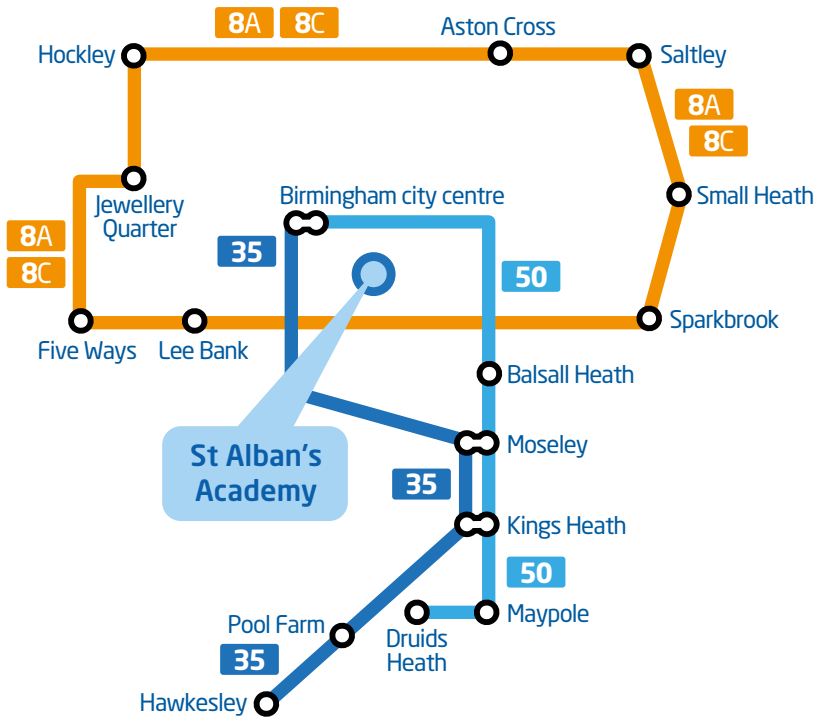 8A 8C
Aston Cross
Hockley
Saltley
8A
8C
Jewellery
Quarter
Birmingham city centre
Small Heath
8A
8C
35
50
Five Ways
Lee Bank
Sparkbrook
Balsall Heath
St Alban's
Academy
Moseley
35
Kings Heath
50
Pool Farm
Druids
Heath
Maypole
35
Hawkesley